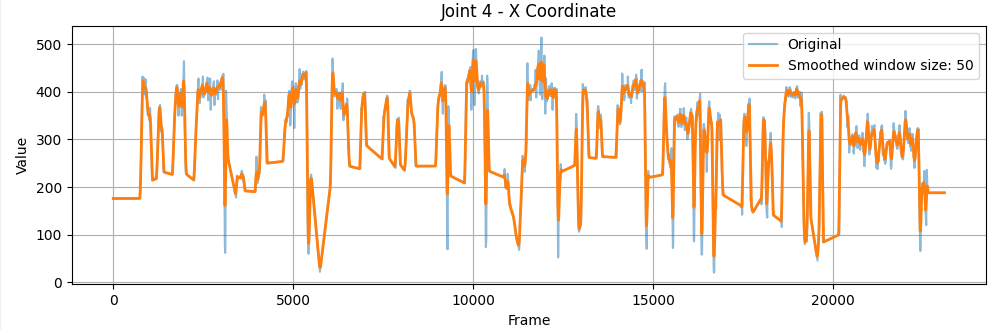 Joint 4 - X Coordinate
Original
Smoothed window size: 50
Value
500
400
300
200
100
0
0
5000
10000
15000
20000
Frame